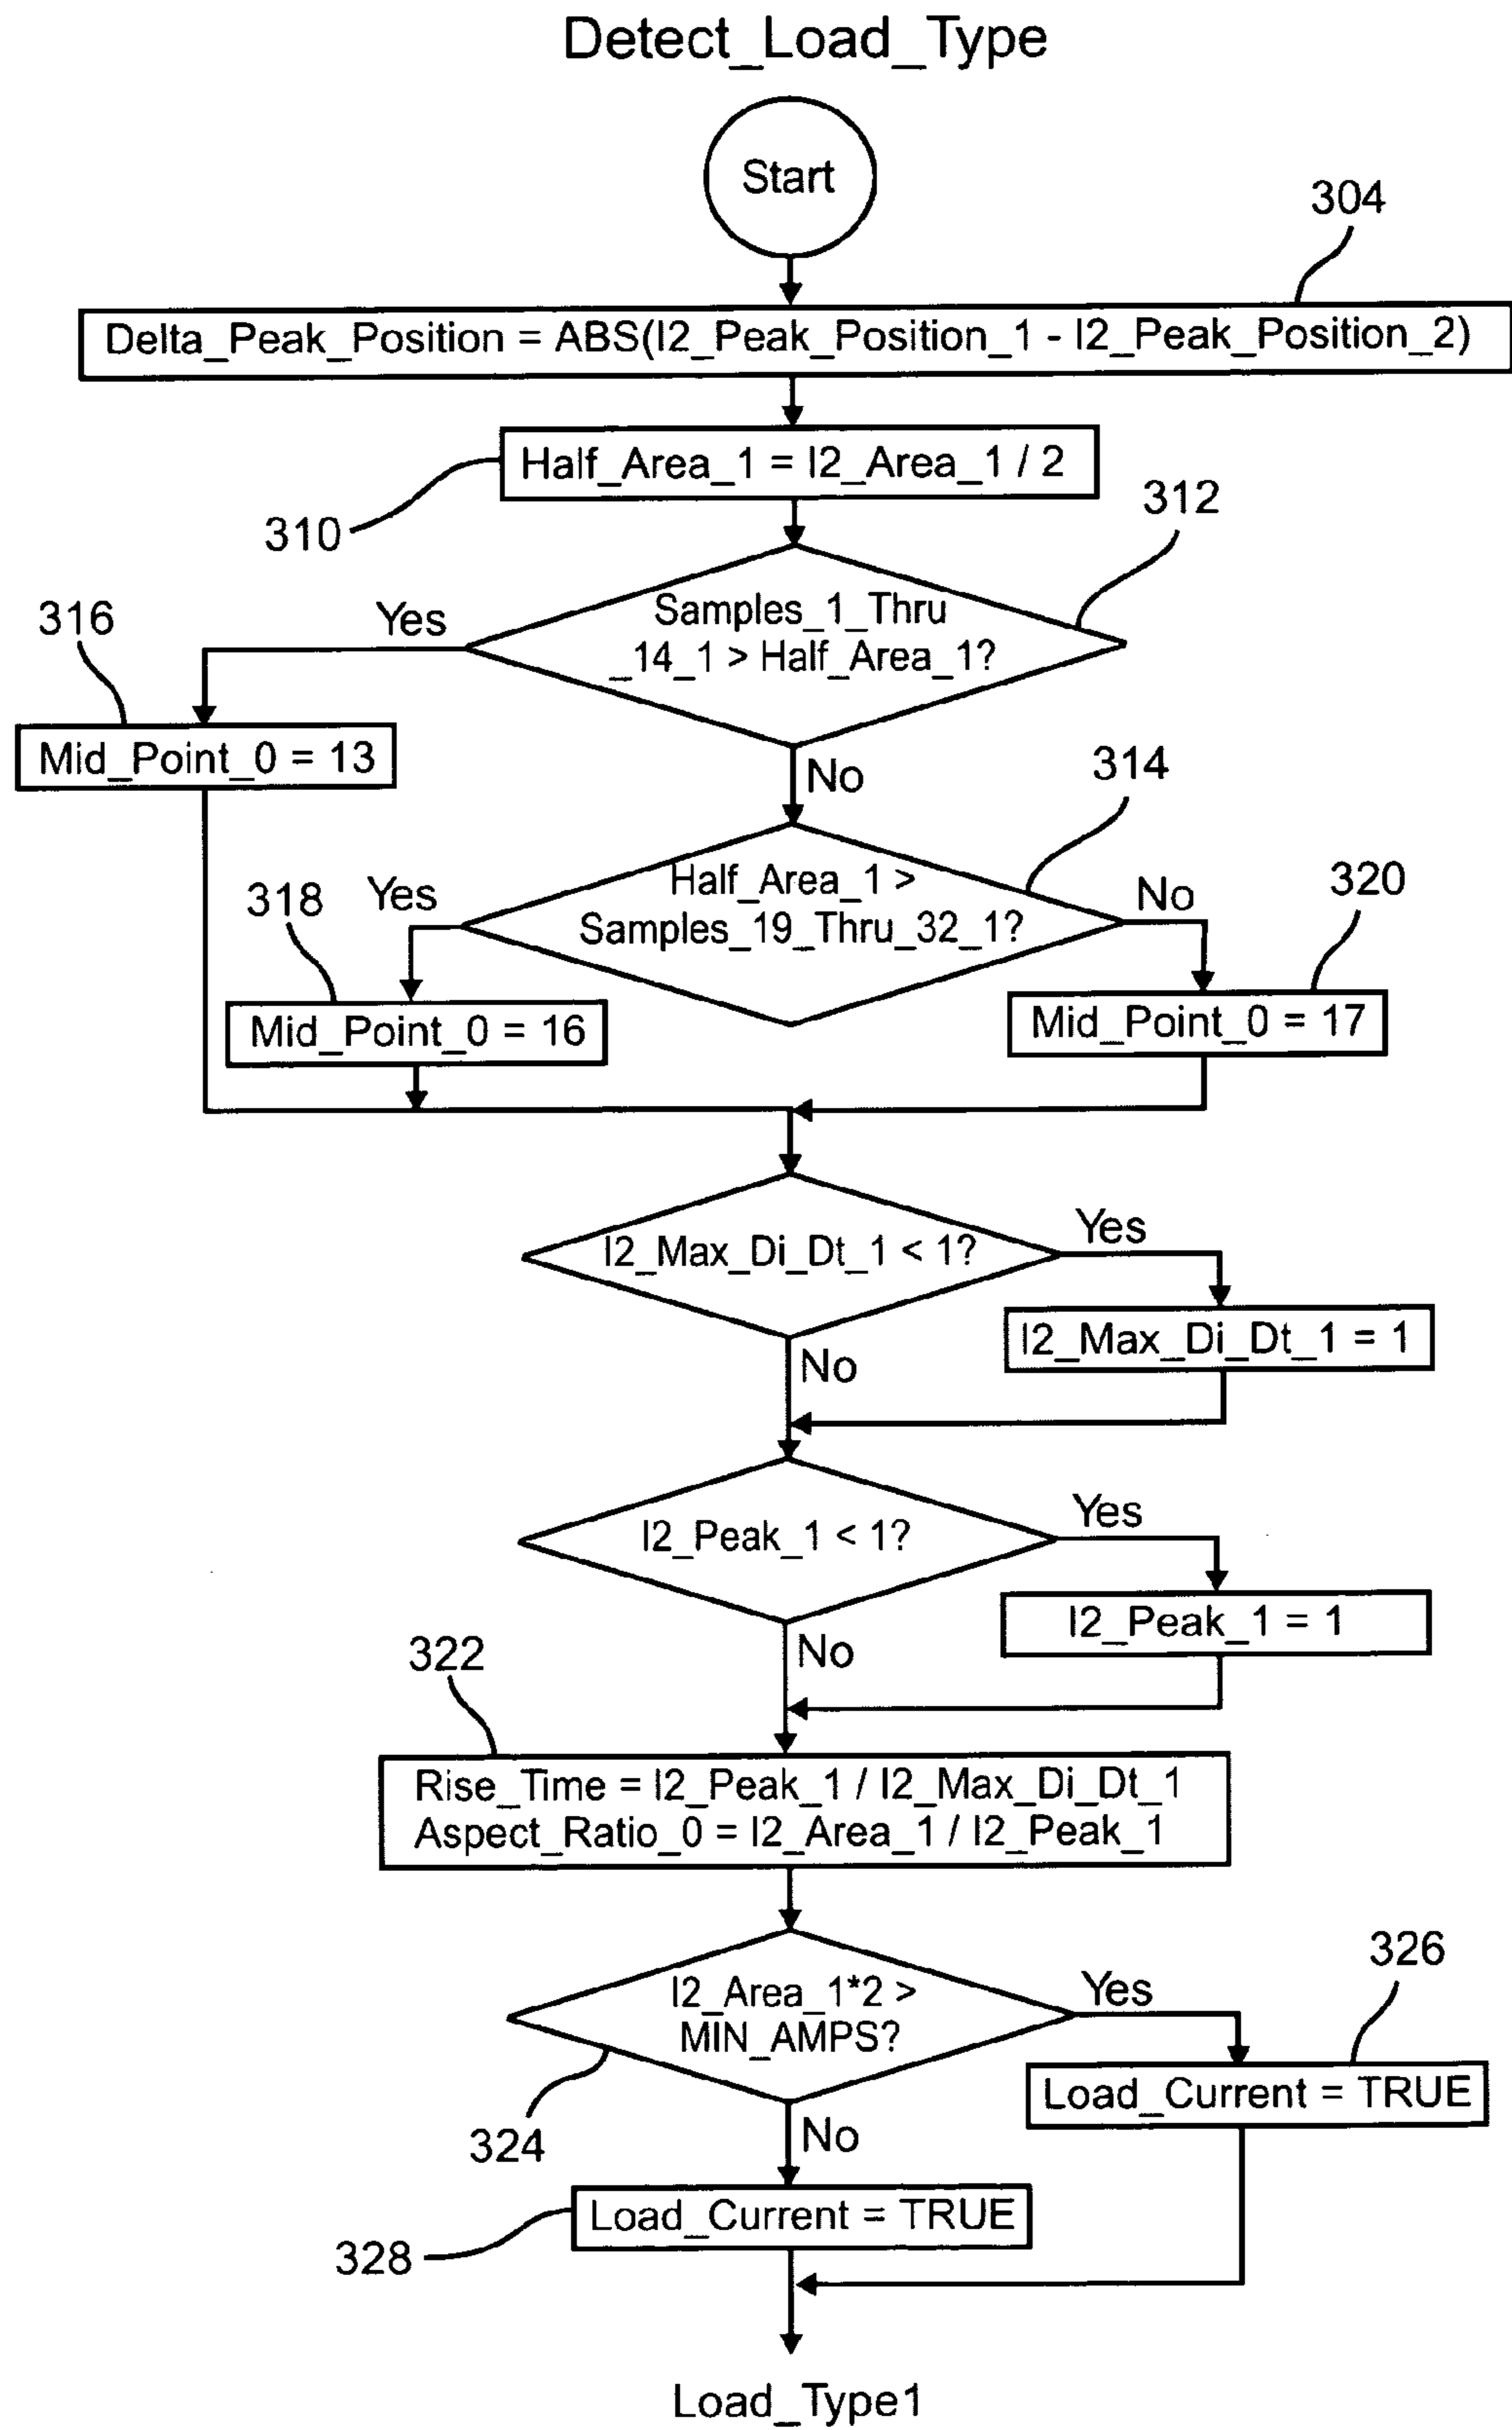 Detect_Load_Type
Start
304
Delta_Peak_Position = ABS(I2_Peak_Position_1 - I2_Peak_Position_2)
310
Half_Area_1 = I2_Area_1 / 2
312
Samples_1_Thru
_14_1 > Half_Area_1?
Yes
316
Mid_Point_0 = 13
No
314
Half_Area_1 >
Samples_19_Thru_32_1?
Yes
318
No
320
Mid_Point_0 = 16
Mid_Point_0 = 17
I2_Max_Di_Dt_1 < 1?
Yes
I2_Max_Di_Dt_1 = 1
No
I2_Peak_1 < 1?
Yes
I2_Peak_1 = 1
No
322
Rise_Time = I2_Peak_1 / I2_Max_Di_Dt_1
Aspect_Ratio_0 = I2_Area_1 / I2_Peak_1
I2_Area_1*2 >
MIN_AMPS?
Yes
326
Load_Current = TRUE
324
No
Load_Current = TRUE
328
Load_Type1